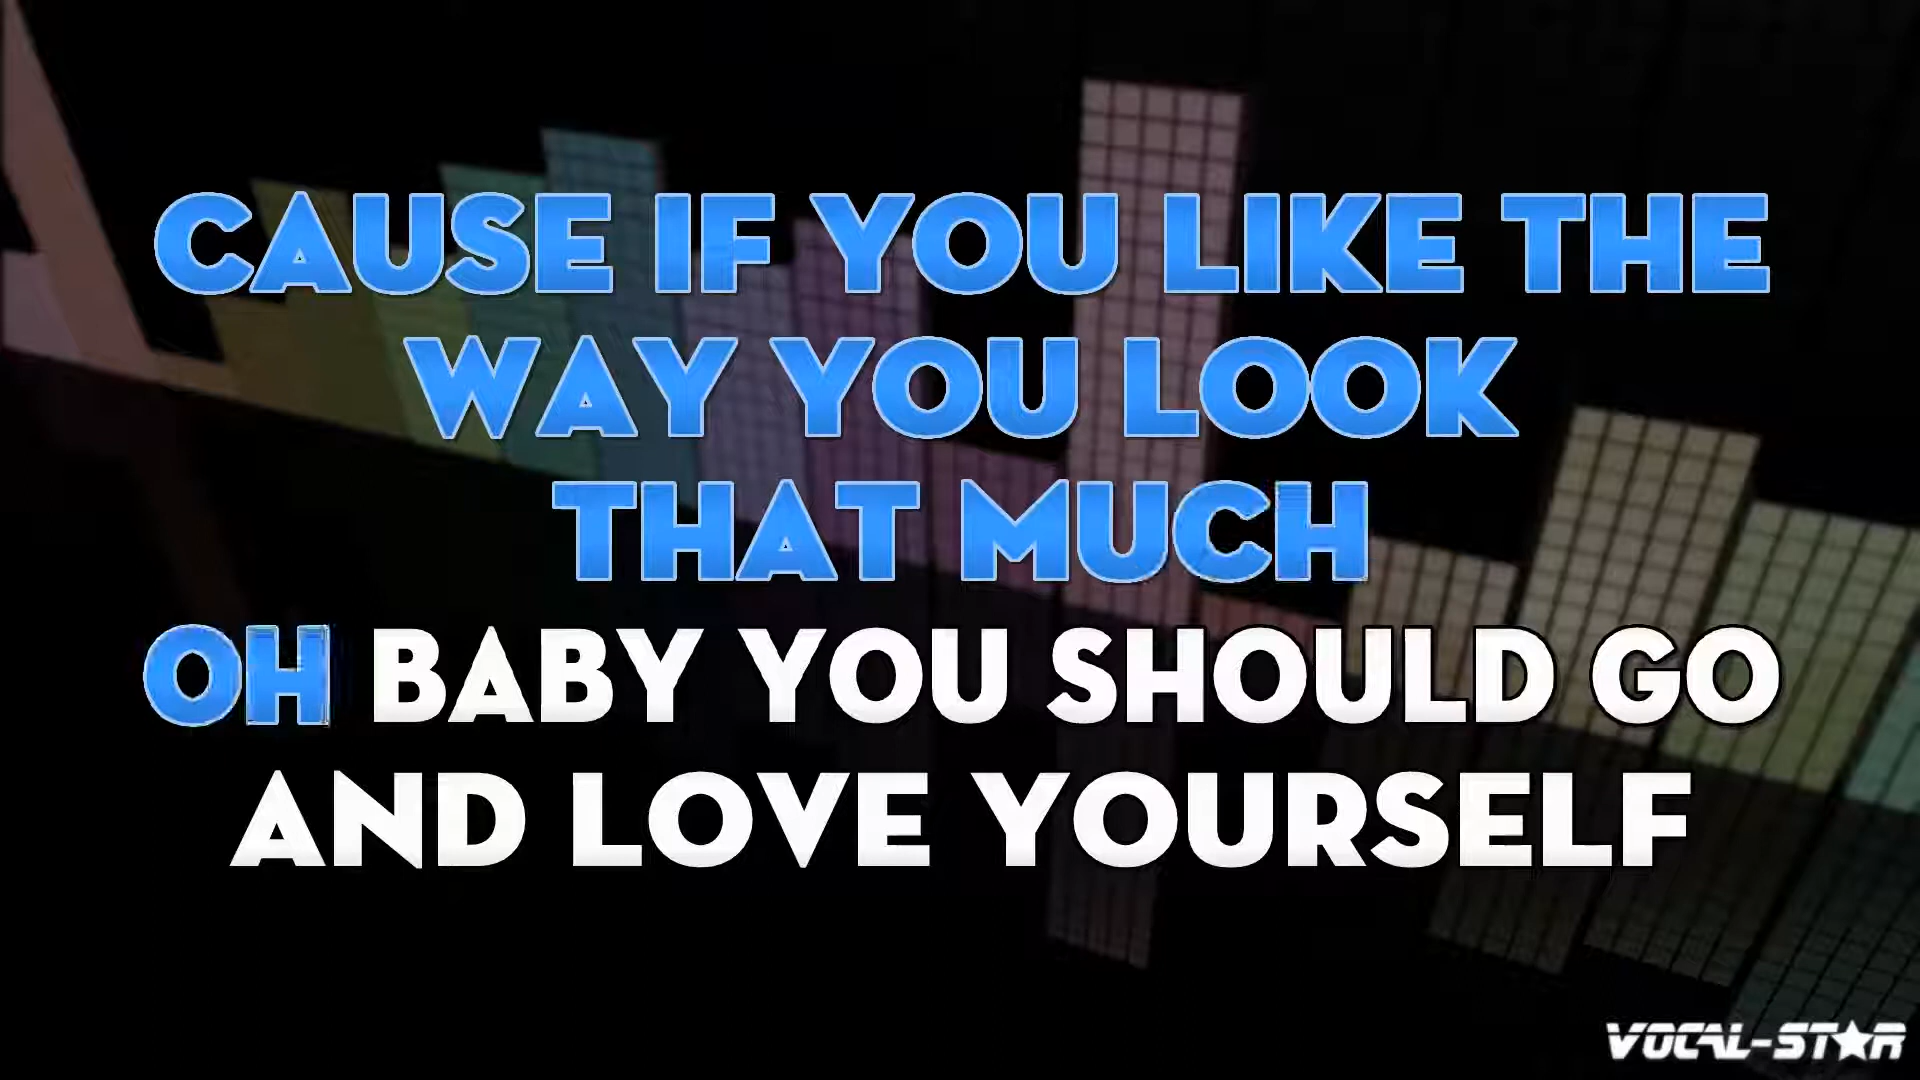 CAUSE IF YOU LIKE THE
WAY YOU LOOK
THAT MUCH
OH BABY YOU SHOULD GO
AND LOVE YOURSELF
VOCAL-STAR